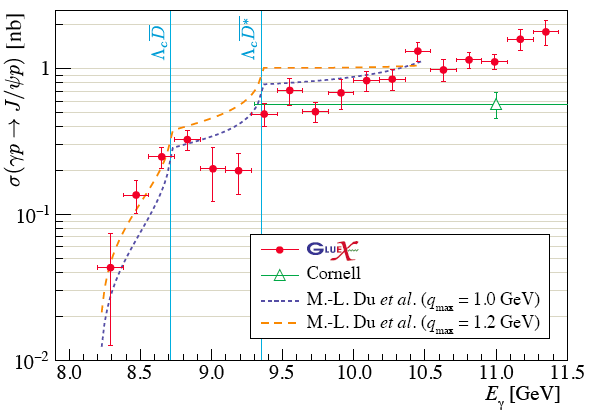 Λ_c D̅
Λ_c D̅*
σ(γp → J/ψp) [nb]
1
10⁻¹
10⁻²
GLUEX
Cornell
M.-L. Du et al. (q_max = 1.0 GeV)
M.-L. Du et al. (q_max = 1.2 GeV)
8.0 8.5 9.0 9.5 10.0 10.5 11.0 11.5
E_γ [GeV]